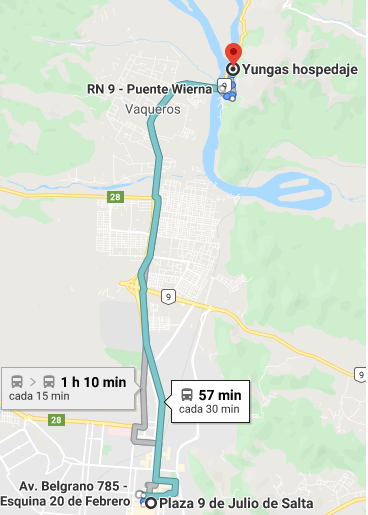 Yungas hospedaje
RN 9 - Puente Wierna
9
Vaqueros
28
9
9
1 h 10 min
cada 15 min
57 min
cada 30 min
28
Av. Belgrano 785 -
Esquina 20 de Febrero
Plaza 9 de Julio de Salta